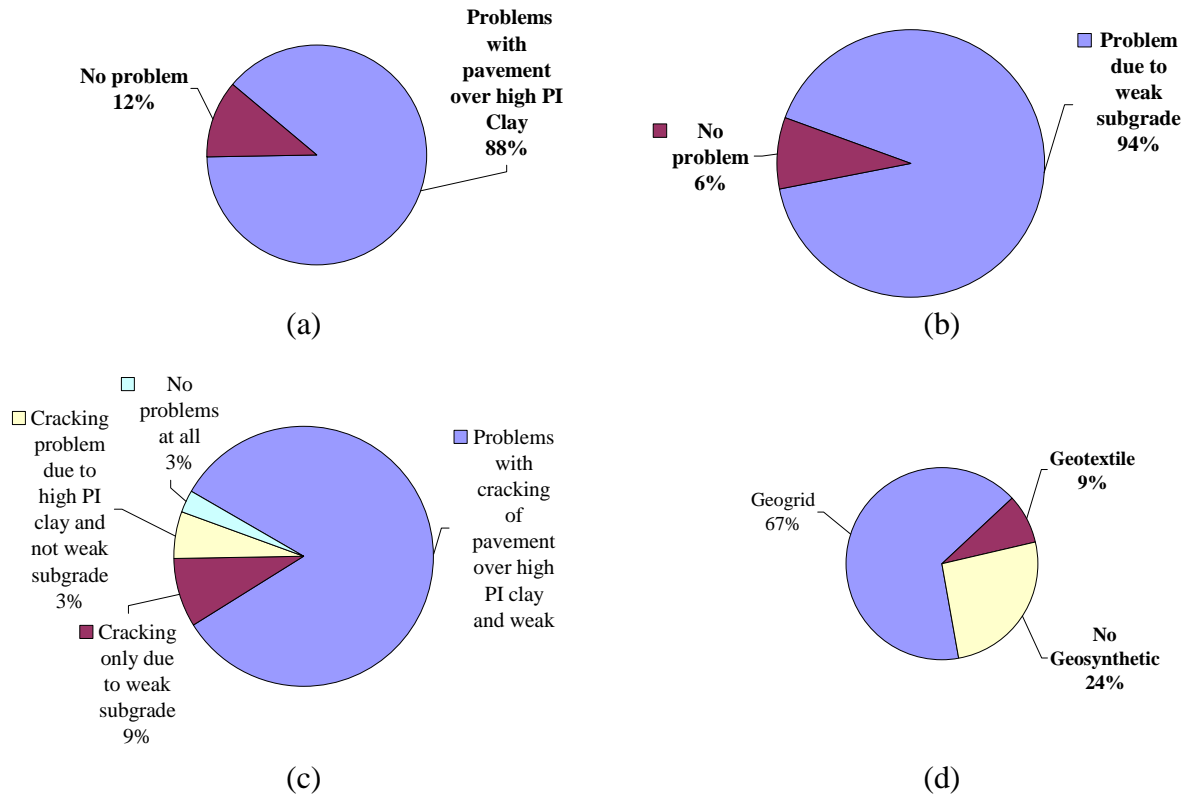 No problem
12%
Problems
with
pavement
over high PI
Clay
88%
(a)
No
problem
6%
Problem
due to
weak
subgrade
94%
(b)
Cracking
problem
due to
high PI
clay and
not weak
subgrade
3%
No
problems
at all
3%
Cracking
only due
to weak
subgrade
9%
Problems
with
cracking
of
pavement
over high
PI clay
and weak
(c)
Geogrid
67%
Geotextile
9%
No
Geosynthetic
24%
(d)